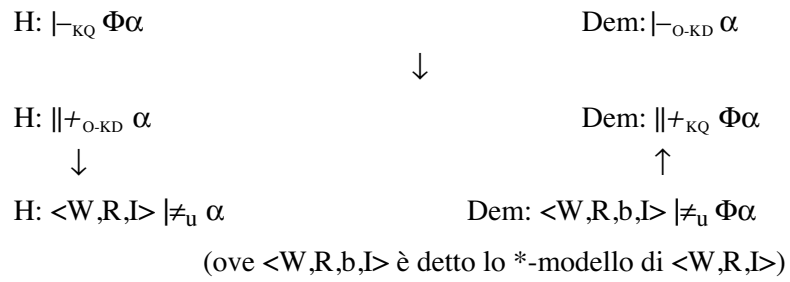 H: |–KQ Φα Dem: |–O-KD α
↓
H: ||+O-KD α Dem: ||+KQ Φα
↓ ↑
H: <W,R,I> |≠u α Dem: <W,R,b,I> |≠u Φα
(ove <W,R,b,I> è detto lo *-modello di <W,R,I>)